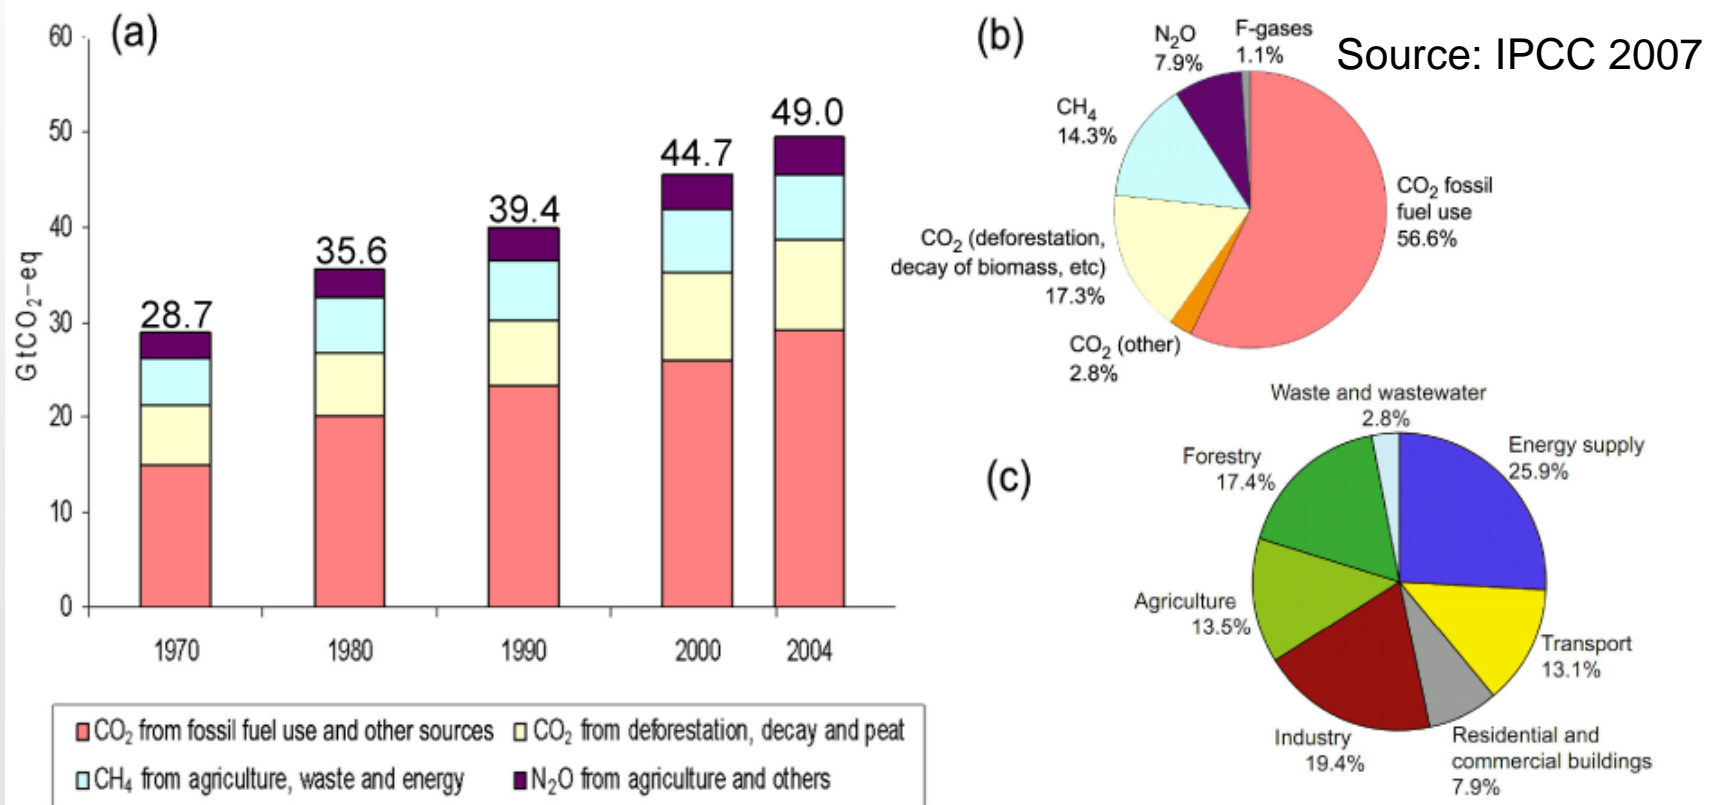 (a)
60
50
40
30
20
10
0
GtCO₂-eq
28.7
35.6
39.4
44.7
49.0
1970
1980
1990
2000
2004
CO₂ from fossil fuel use and other sources
CO₂ from deforestation, decay and peat
CH₄ from agriculture, waste and energy
N₂O from agriculture and others
(b)
Source: IPCC 2007
N₂O
7.9%
F-gases
1.1%
CH₄
14.3%
CO₂ fossil
fuel use
56.6%
CO₂ (deforestation,
decay of biomass, etc)
17.3%
CO₂ (other)
2.8%
(c)
Waste and wastewater
2.8%
Energy supply
25.9%
Forestry
17.4%
Agriculture
13.5%
Transport
13.1%
Industry
19.4%
Residential and
commercial buildings
7.9%